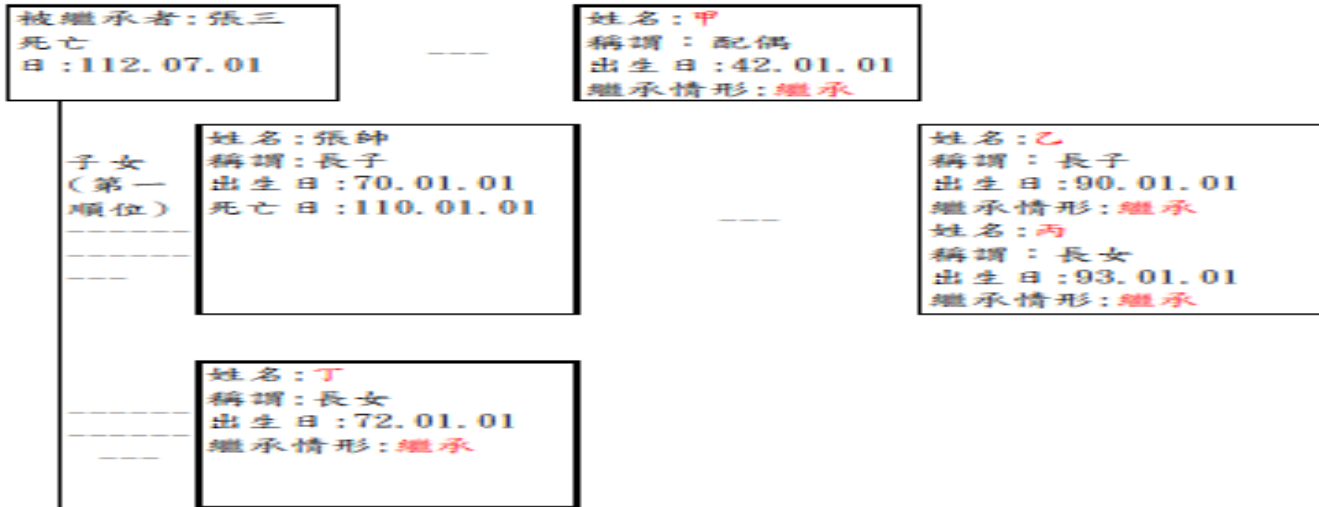 被繼承者:張三
死亡
日:112.07.01
姓名:甲
稱謂:配偶
出生日:42.01.01
繼承情形:繼承
子女
(第一
順位)
姓名:張帥
稱謂:長子
出生日:70.01.01
死亡日:110.01.01
姓名:乙
稱謂:長子
出生日:90.01.01
繼承情形:繼承
姓名:丙
稱謂:長女
出生日:93.01.01
繼承情形:繼承
姓名:丁
稱謂:長女
出生日:72.01.01
繼承情形:繼承